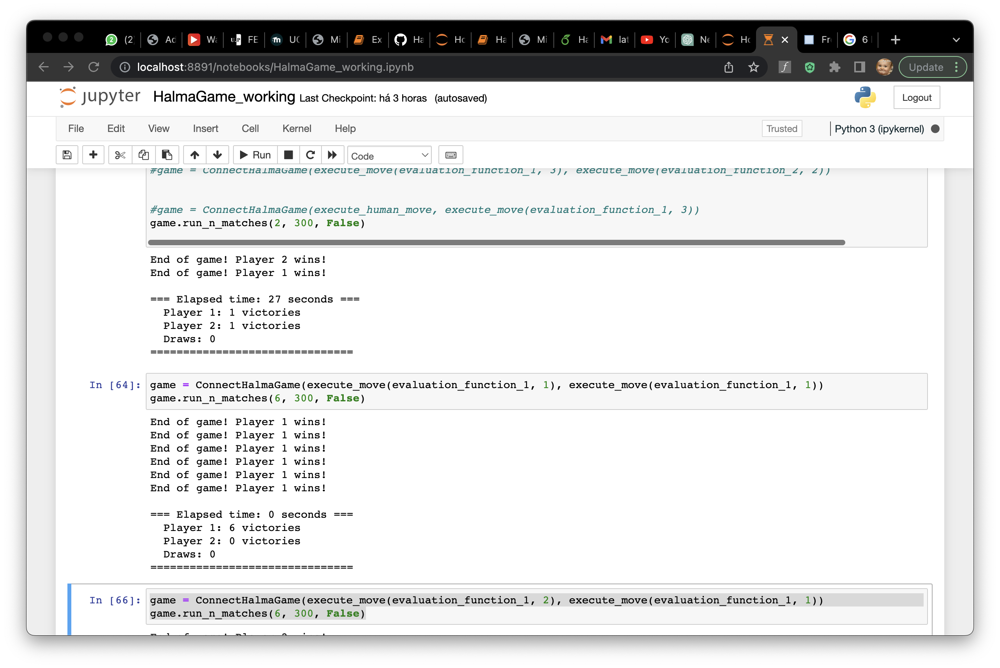 (2
Ad
Wa
U.P FE
m UC
Mi
Ex
Ha
Hc
Ha
Mi
Ha
lat
Yo
Ne
Hc
Fr
6
localhost:8891/notebooks/HalmaGame_working.ipynb
Update
jupyter HalmaGame_working Last Checkpoint: há 3 horas (autosaved)
Logout
File Edit View Insert Cell Kernel Help
Trusted Python 3 (ipykernel)
Run Code
#game = ConnectHalmaGame(execute_move(evaluation_function_1, 3), execute_move(evaluation_function_2, 2))
#game = ConnectHalmaGame(execute_human_move, execute_move(evaluation_function_1, 3))
game.run_n_matches(2, 300, False)
End of game! Player 2 wins!
End of game! Player 1 wins!
=== Elapsed time: 27 seconds ===
Player 1: 1 victories
Player 2: 1 victories
Draws: 0
===============================
In [64]: game = ConnectHalmaGame(execute_move(evaluation_function_1, 1), execute_move(evaluation_function_1, 1))
game.run_n_matches(6, 300, False)
End of game! Player 1 wins!
End of game! Player 1 wins!
End of game! Player 1 wins!
End of game! Player 1 wins!
End of game! Player 1 wins!
End of game! Player 1 wins!
=== Elapsed time: 0 seconds ===
Player 1: 6 victories
Player 2: 0 victories
Draws: 0
===============================
In [66]: game = ConnectHalmaGame(execute_move(evaluation_function_1, 2), execute_move(evaluation_function_1, 1))
game.run_n_matches(6, 300, False)